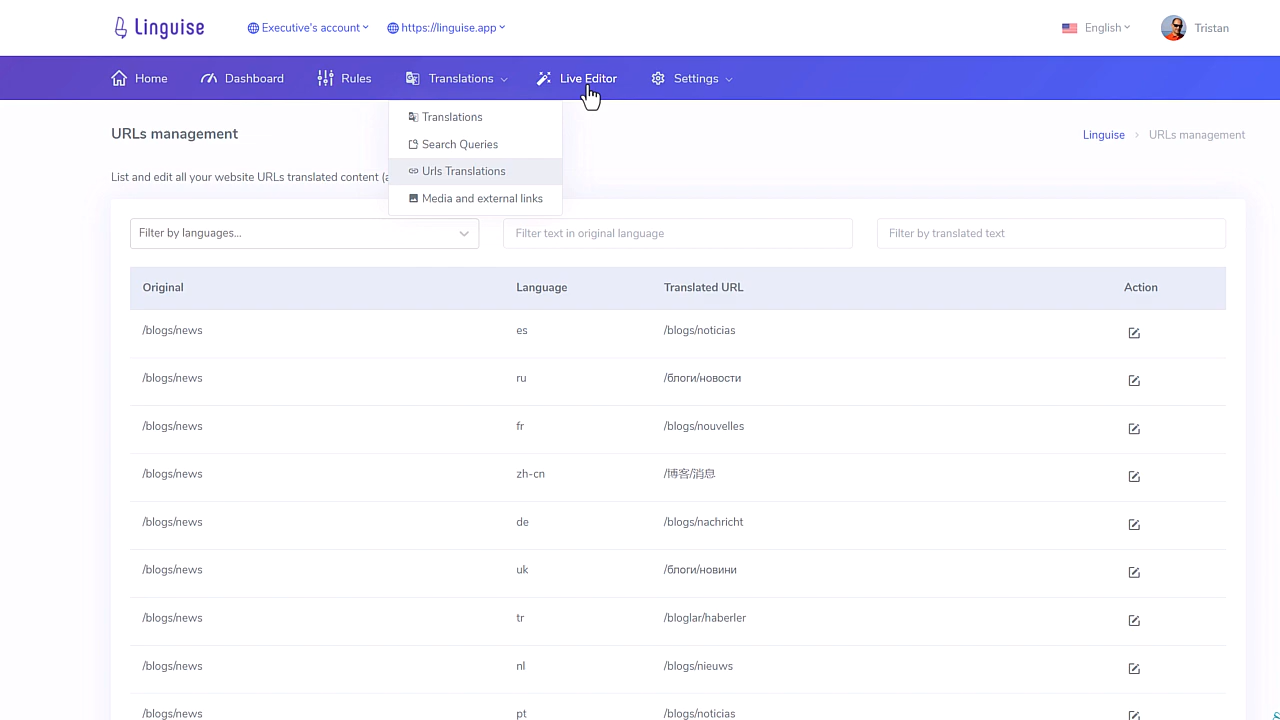 Linguise
Executive's account
https://linguise.app
English
Tristan
Home
Dashboard
Rules
Translations
Live Editor
Settings
Translations
Search Queries
Urls Translations
Media and external links
URLs management
Linguise > URLs management
List and edit all your website URLs translated content (a
Filter by languages...
Filter text in original language
Filter by translated text
Original Language Translated URL Action
/blogs/news es /blogs/noticias
/blogs/news ru /блоги/новости
/blogs/news fr /blogs/nouvelles
/blogs/news zh-cn /博客/消息
/blogs/news de /blogs/nachricht
/blogs/news uk /блоги/новини
/blogs/news tr /bloglar/haberler
/blogs/news nl /blogs/nieuws
/blogs/news pt /blogs/noticias